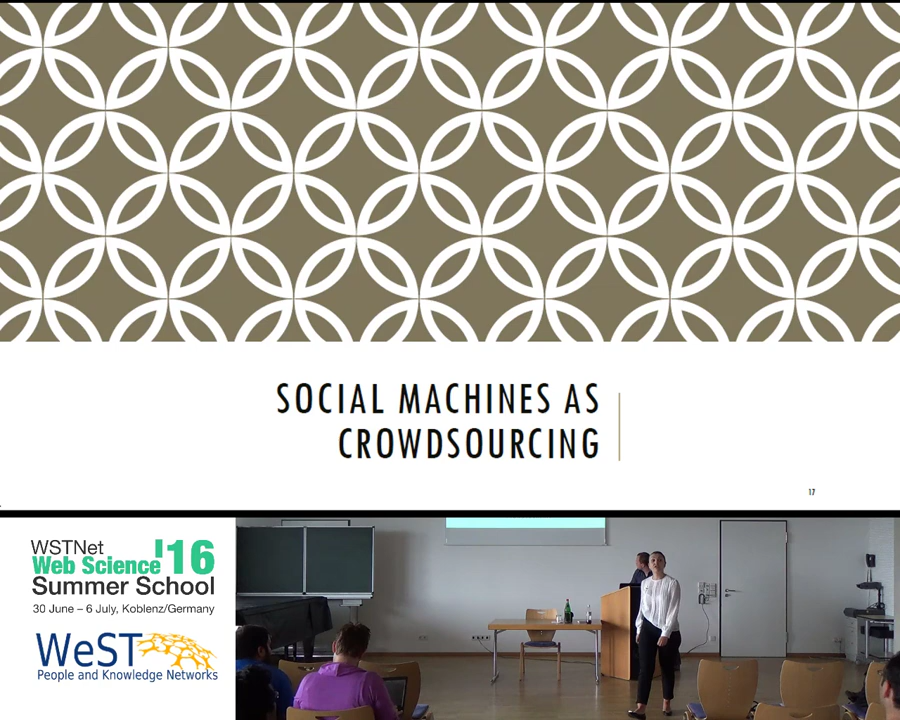 SOCIAL MACHINES AS
CROWDSOURCING
17
WSTNet
Web Science '16
Summer School
30 June – 6 July, Koblenz/Germany
WeST
People and Knowledge Networks